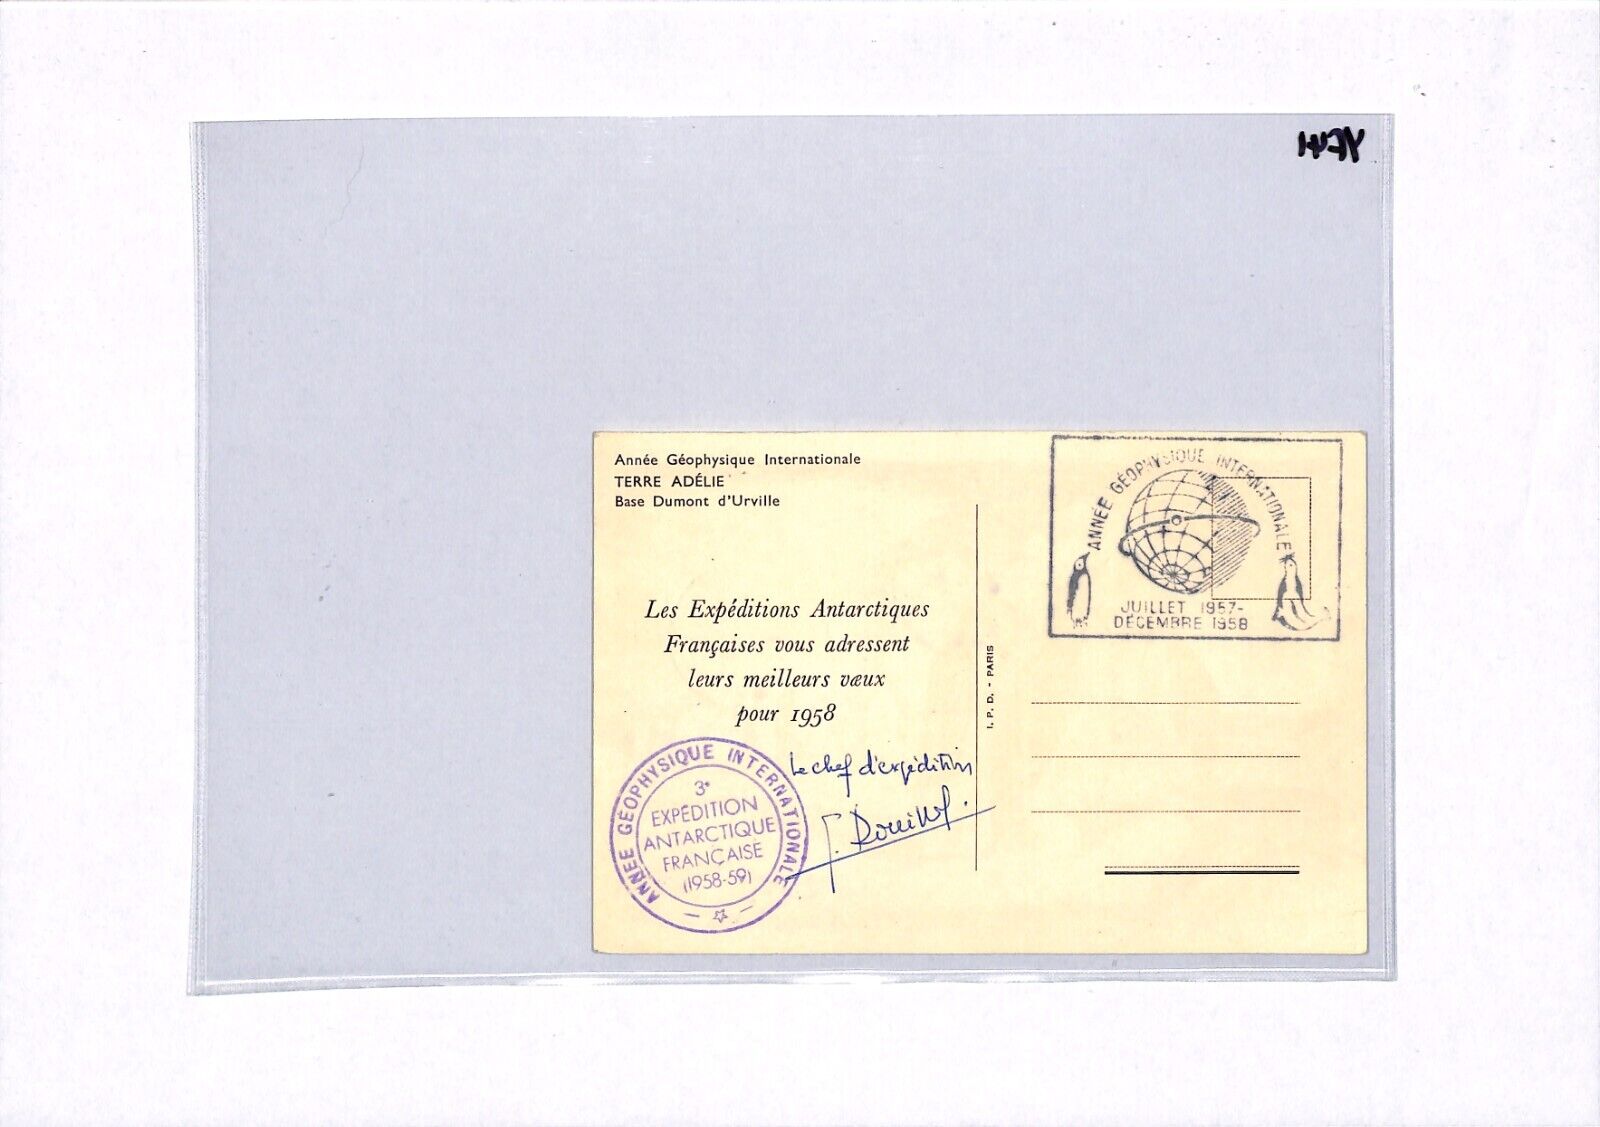 Année Géophysique Internationale
TERRE ADÉLIE
Base Dumont d'Urville
ANNÉE GÉOPHYSIQUE INTERNATIONALE
JUILLET 1957-
DÉCEMBRE 1958
Les Expéditions Antarctiques
Françaises vous adressent
leurs meilleurs vœux
pour 1958
I. P. D. - PARIS
Le chef d'expédition
ANNÉE GÉOPHYSIQUE INTERNATIONALE
3e
EXPÉDITION
ANTARCTIQUE
FRANÇAISE
(1958-59)